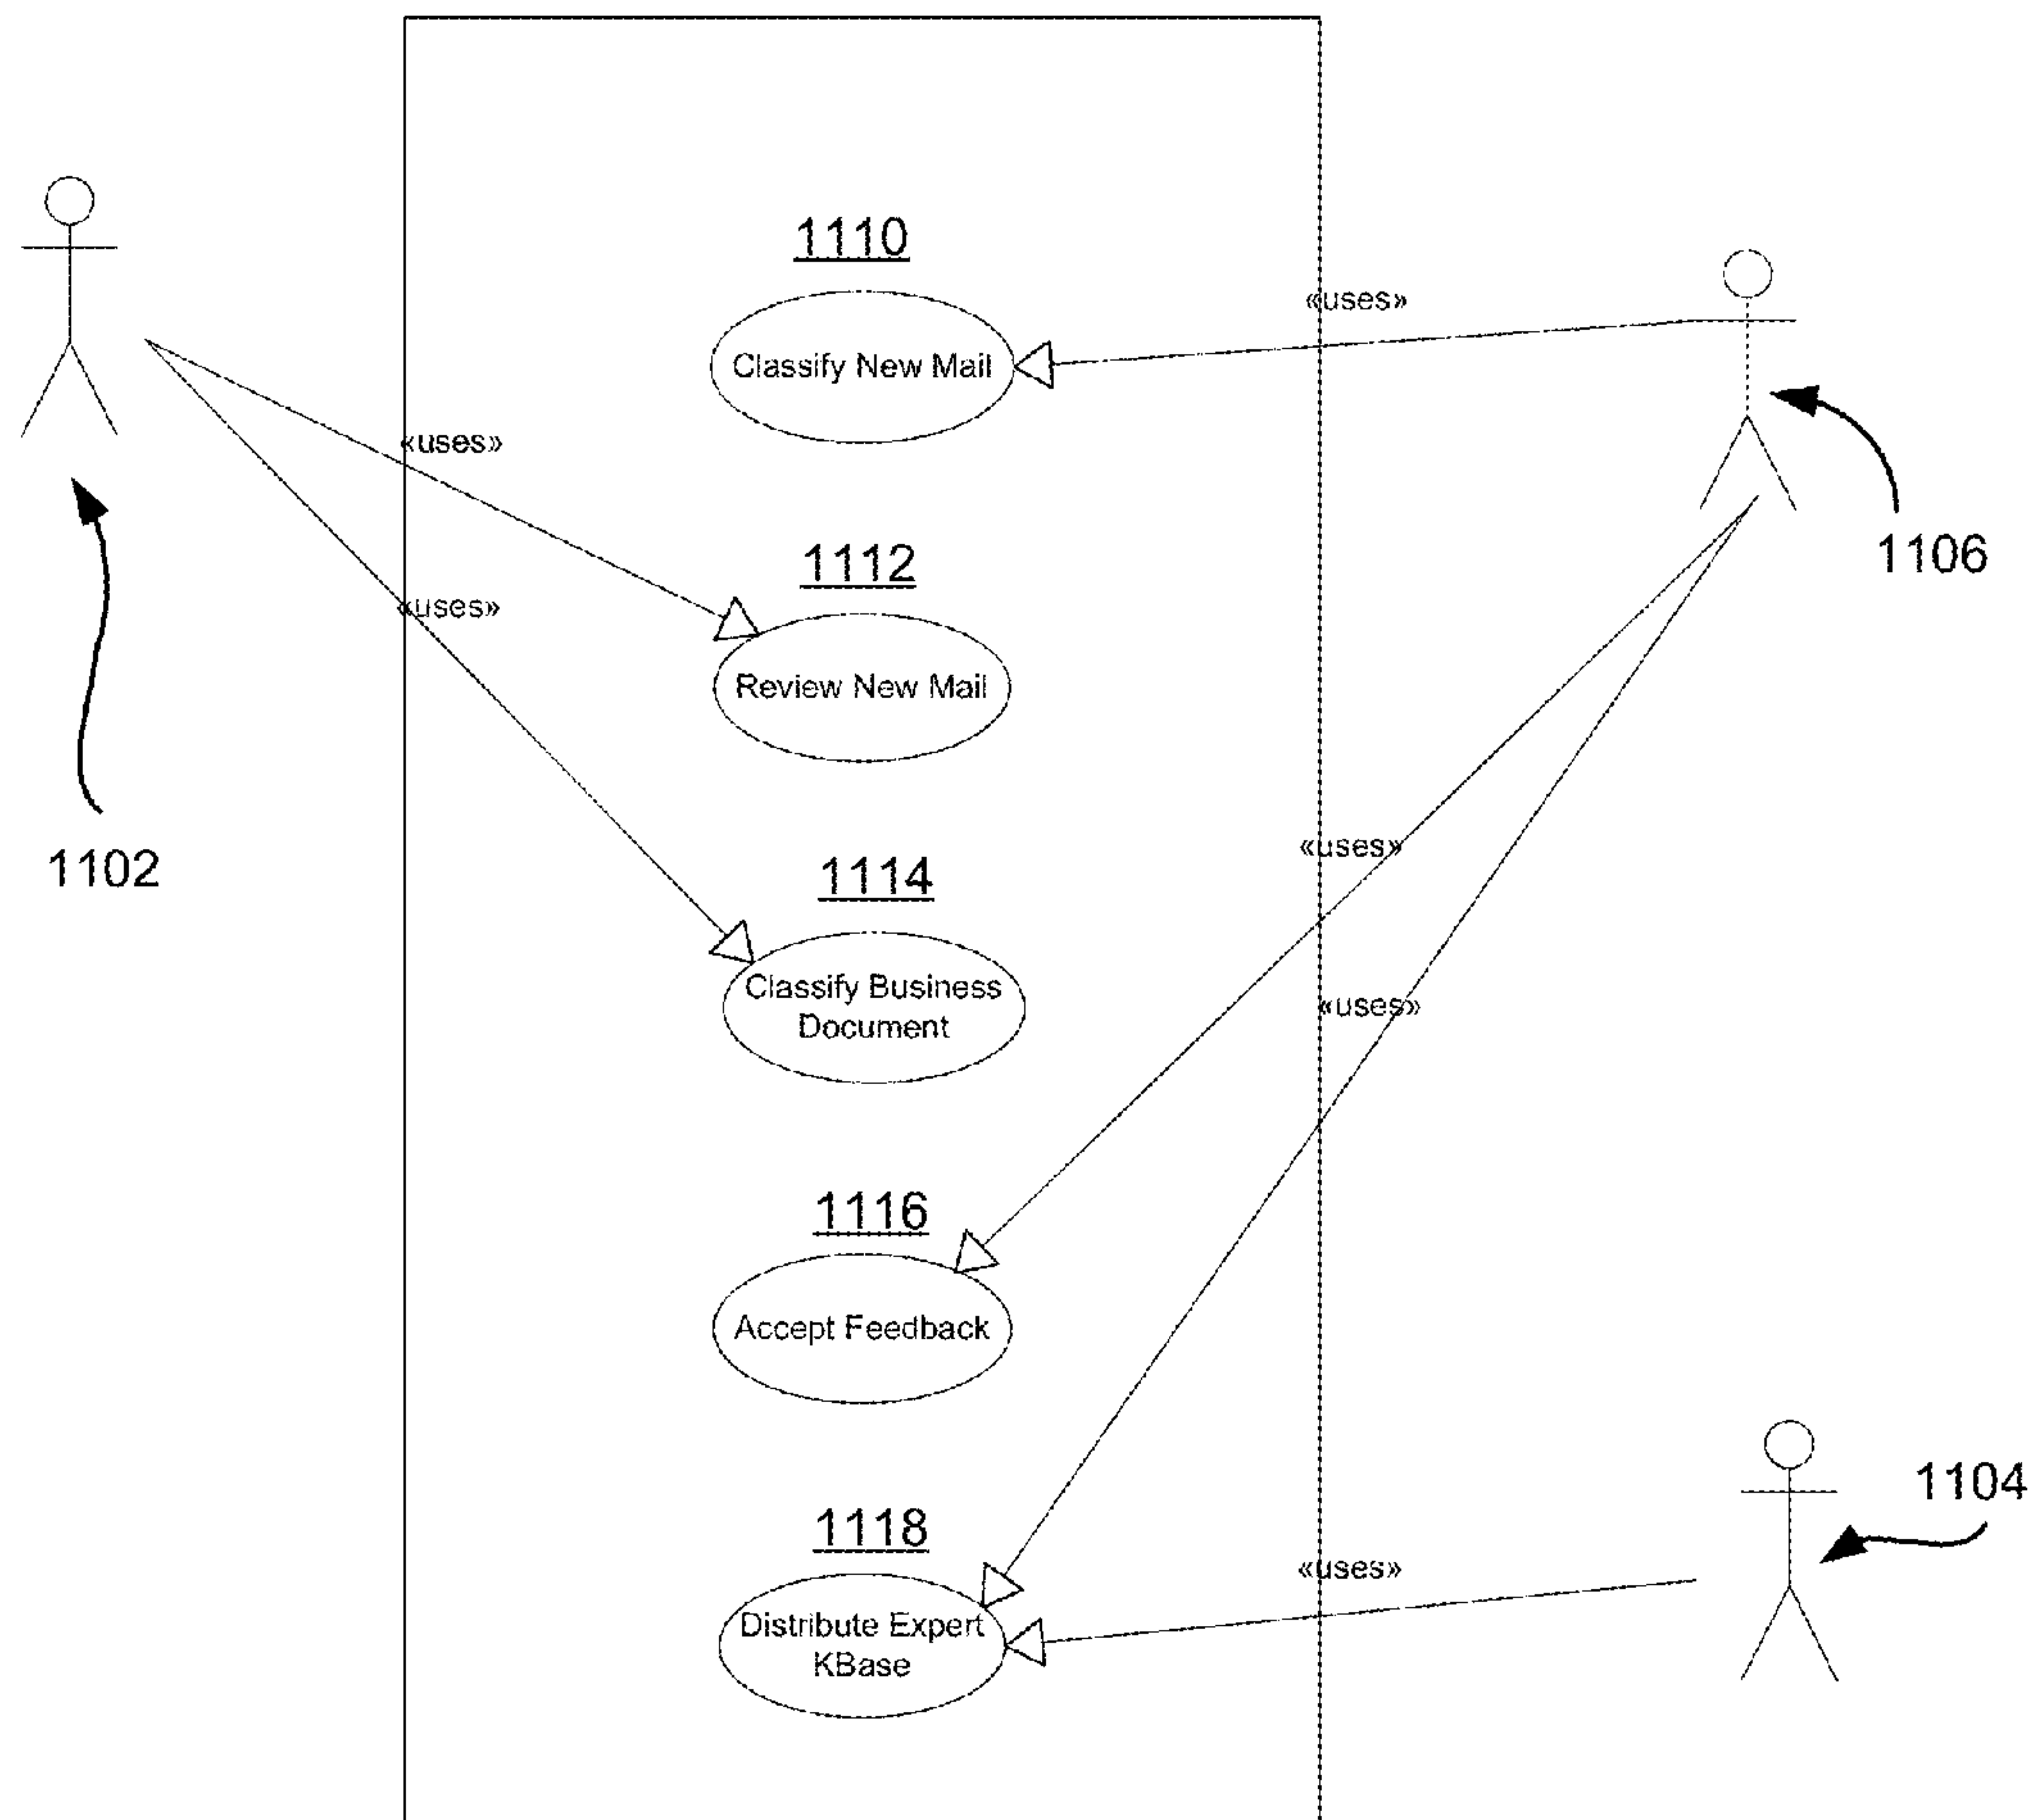 1110
«uses»
Classify New Mail
«uses»
1112
1106
«uses»
Review New Mail
«uses»
1102
1114
Classify Business
Document
«uses»
1116
Accept Feedback
1104
1118
«uses»
Distribute Expert
KBase